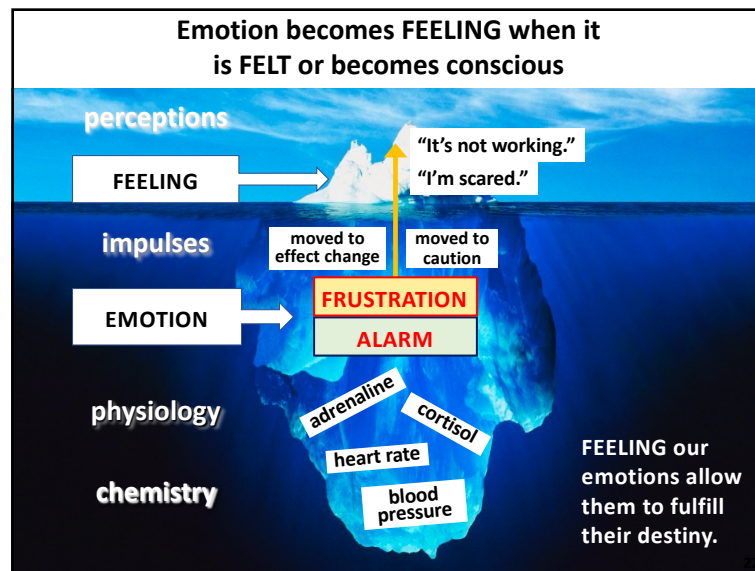 Emotion becomes FEELING when it
is FELT or becomes conscious
perceptions
"It's not working."
FEELING
"I'm scared."
impulses
moved to
effect change
moved to
caution
FRUSTRATION
EMOTION
ALARM
adrenaline
physiology
cortisol
heart rate
chemistry
blood
pressure
FEELING our
emotions allow
them to fulfill
their destiny.